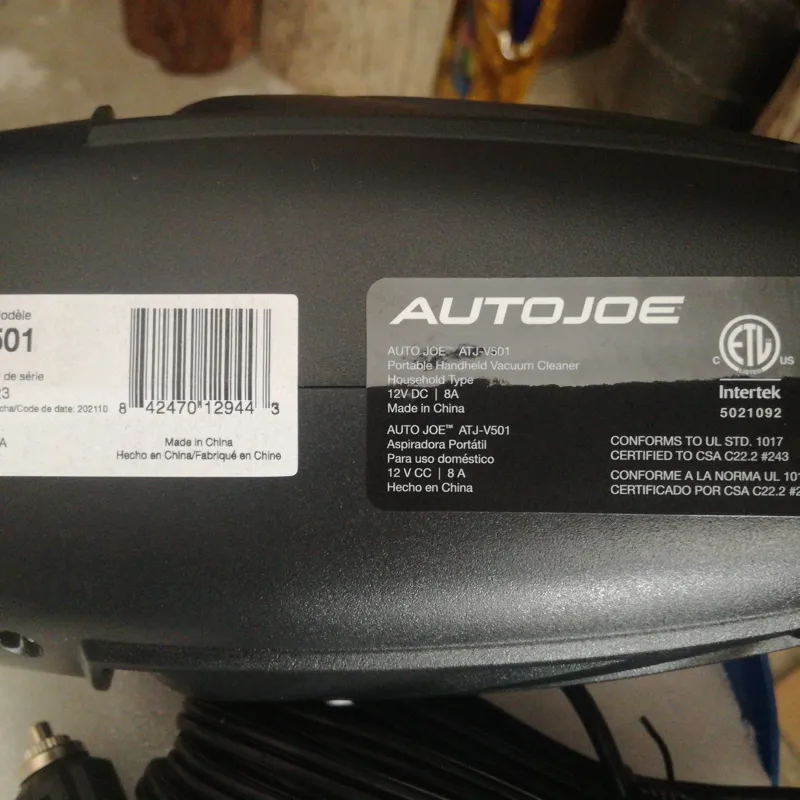 odèle
501
de série
23
cha/Code de date: 202110
A
8 42470 12944 3
Made in China
Hecho en China/Fabriqué en Chine
AUTOJOE
AUTO JOE ATJ-V501
Portable Handheld Vacuum Cleaner
Household Type
12V DC | 8A
Made in China
AUTO JOE™ ATJ-V501
Aspiradora Portátil
Para uso doméstico
12 V CC | 8 A
Hecho en China
C ETL US
LISTED
Intertek
5021092
CONFORMS TO UL STD. 1017
CERTIFIED TO CSA C22.2 #243
CONFORME A LA NORMA UL 101
CERTIFICADO POR CSA C22.2 #2